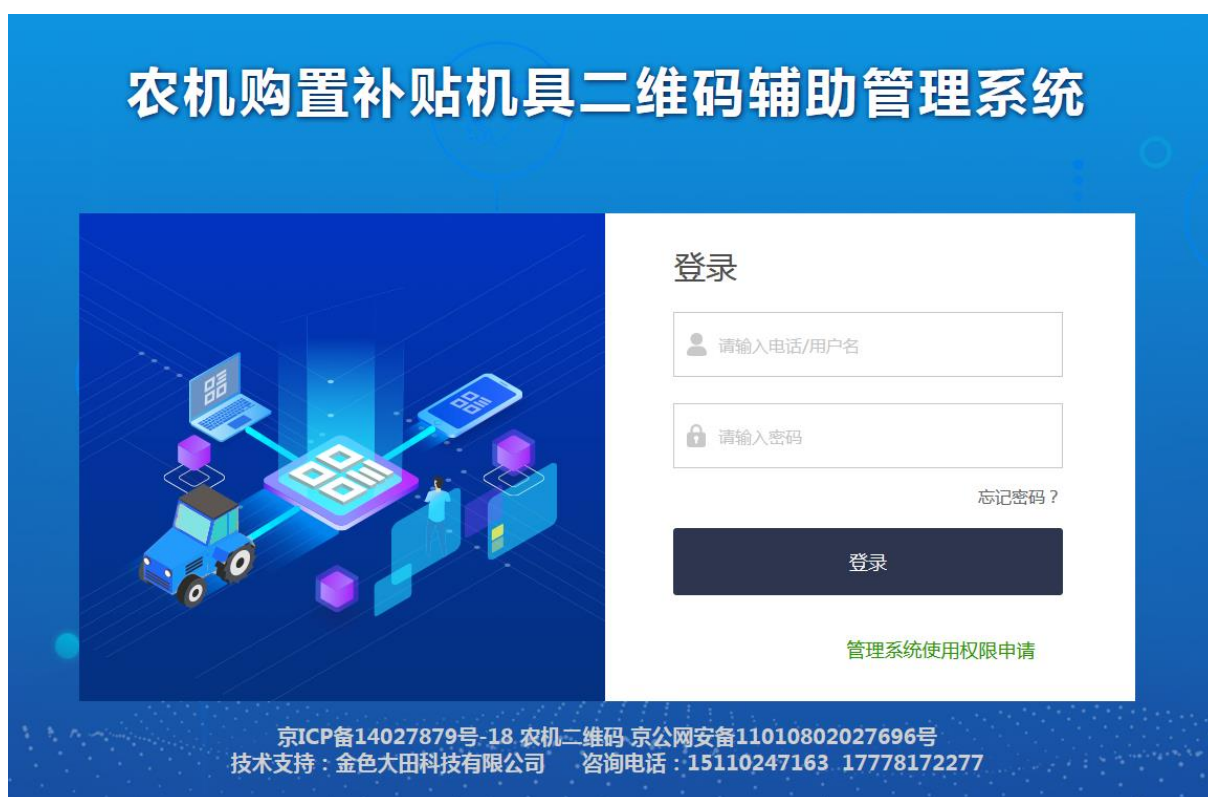 农机购置补贴机具二维码辅助管理系统
登录
请输入电话/用户名
请输入密码
忘记密码？
登录
管理系统使用权限申请
京ICP备14027879号-18 农机二维码 京公网安备11010802027696号
技术支持：金色大田科技有限公司 咨询电话：15110247163 17778172277